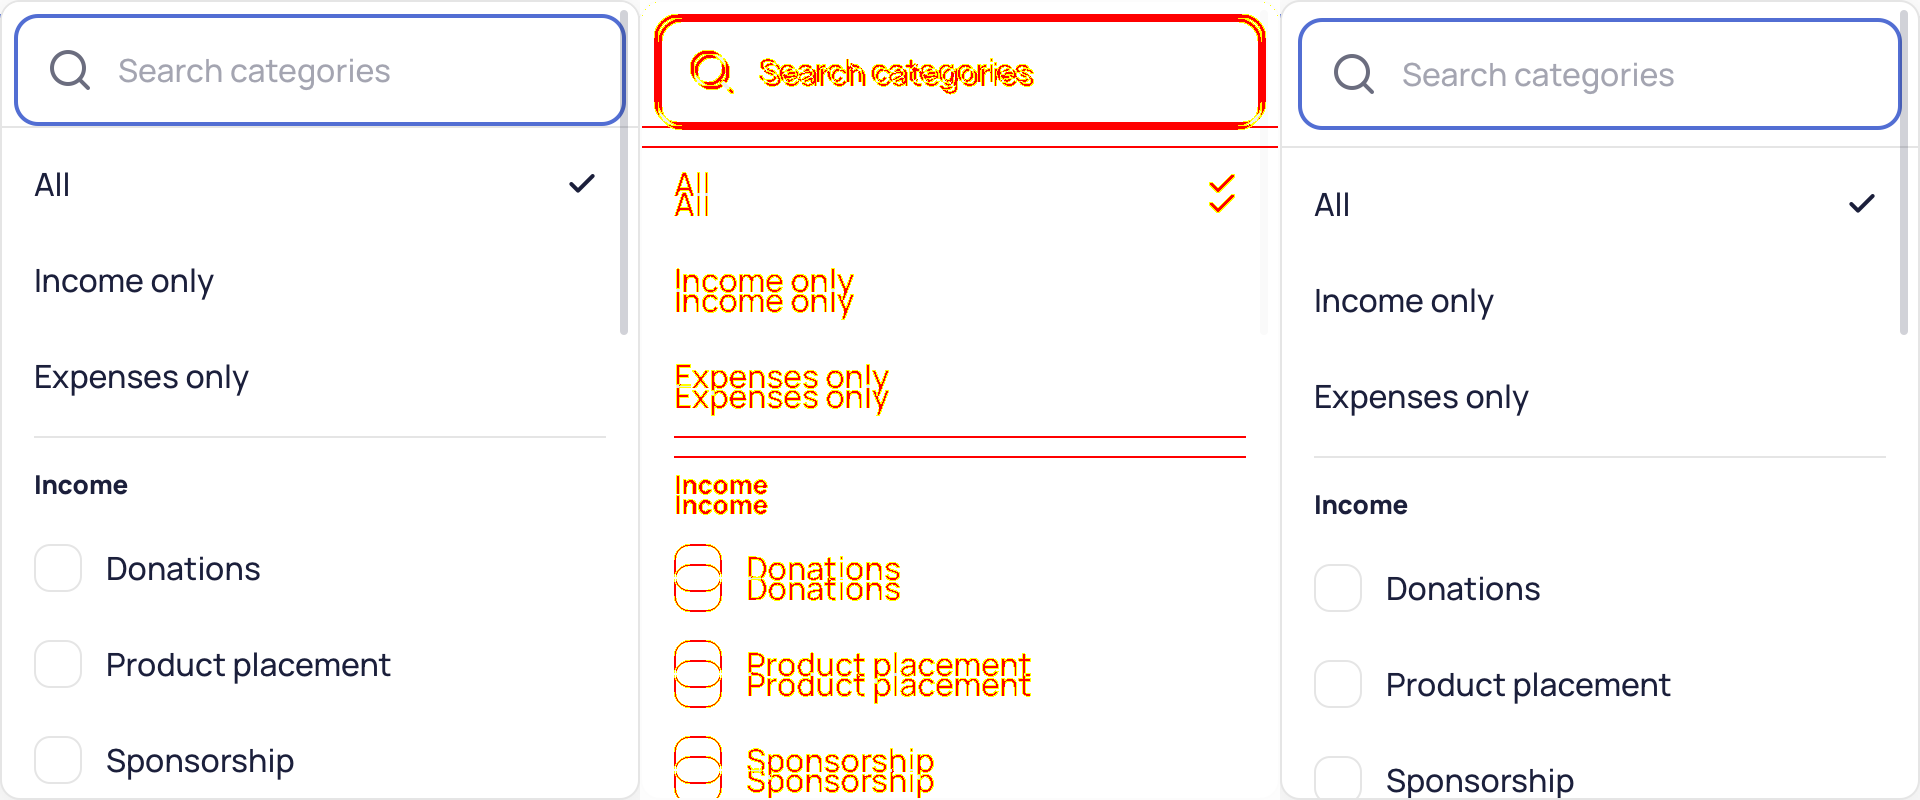 Search categories
All
Income only
Expenses only
Income
Donations
Product placement
Sponsorship
Search categories
All
All
Income only
Income only
Expenses only
Expenses only
Income
Income
Donations
Donations
Product placement
Product placement
Sponsorship
Sponsorship
Search categories
All
Income only
Expenses only
Income
Donations
Product placement
Sponsorship